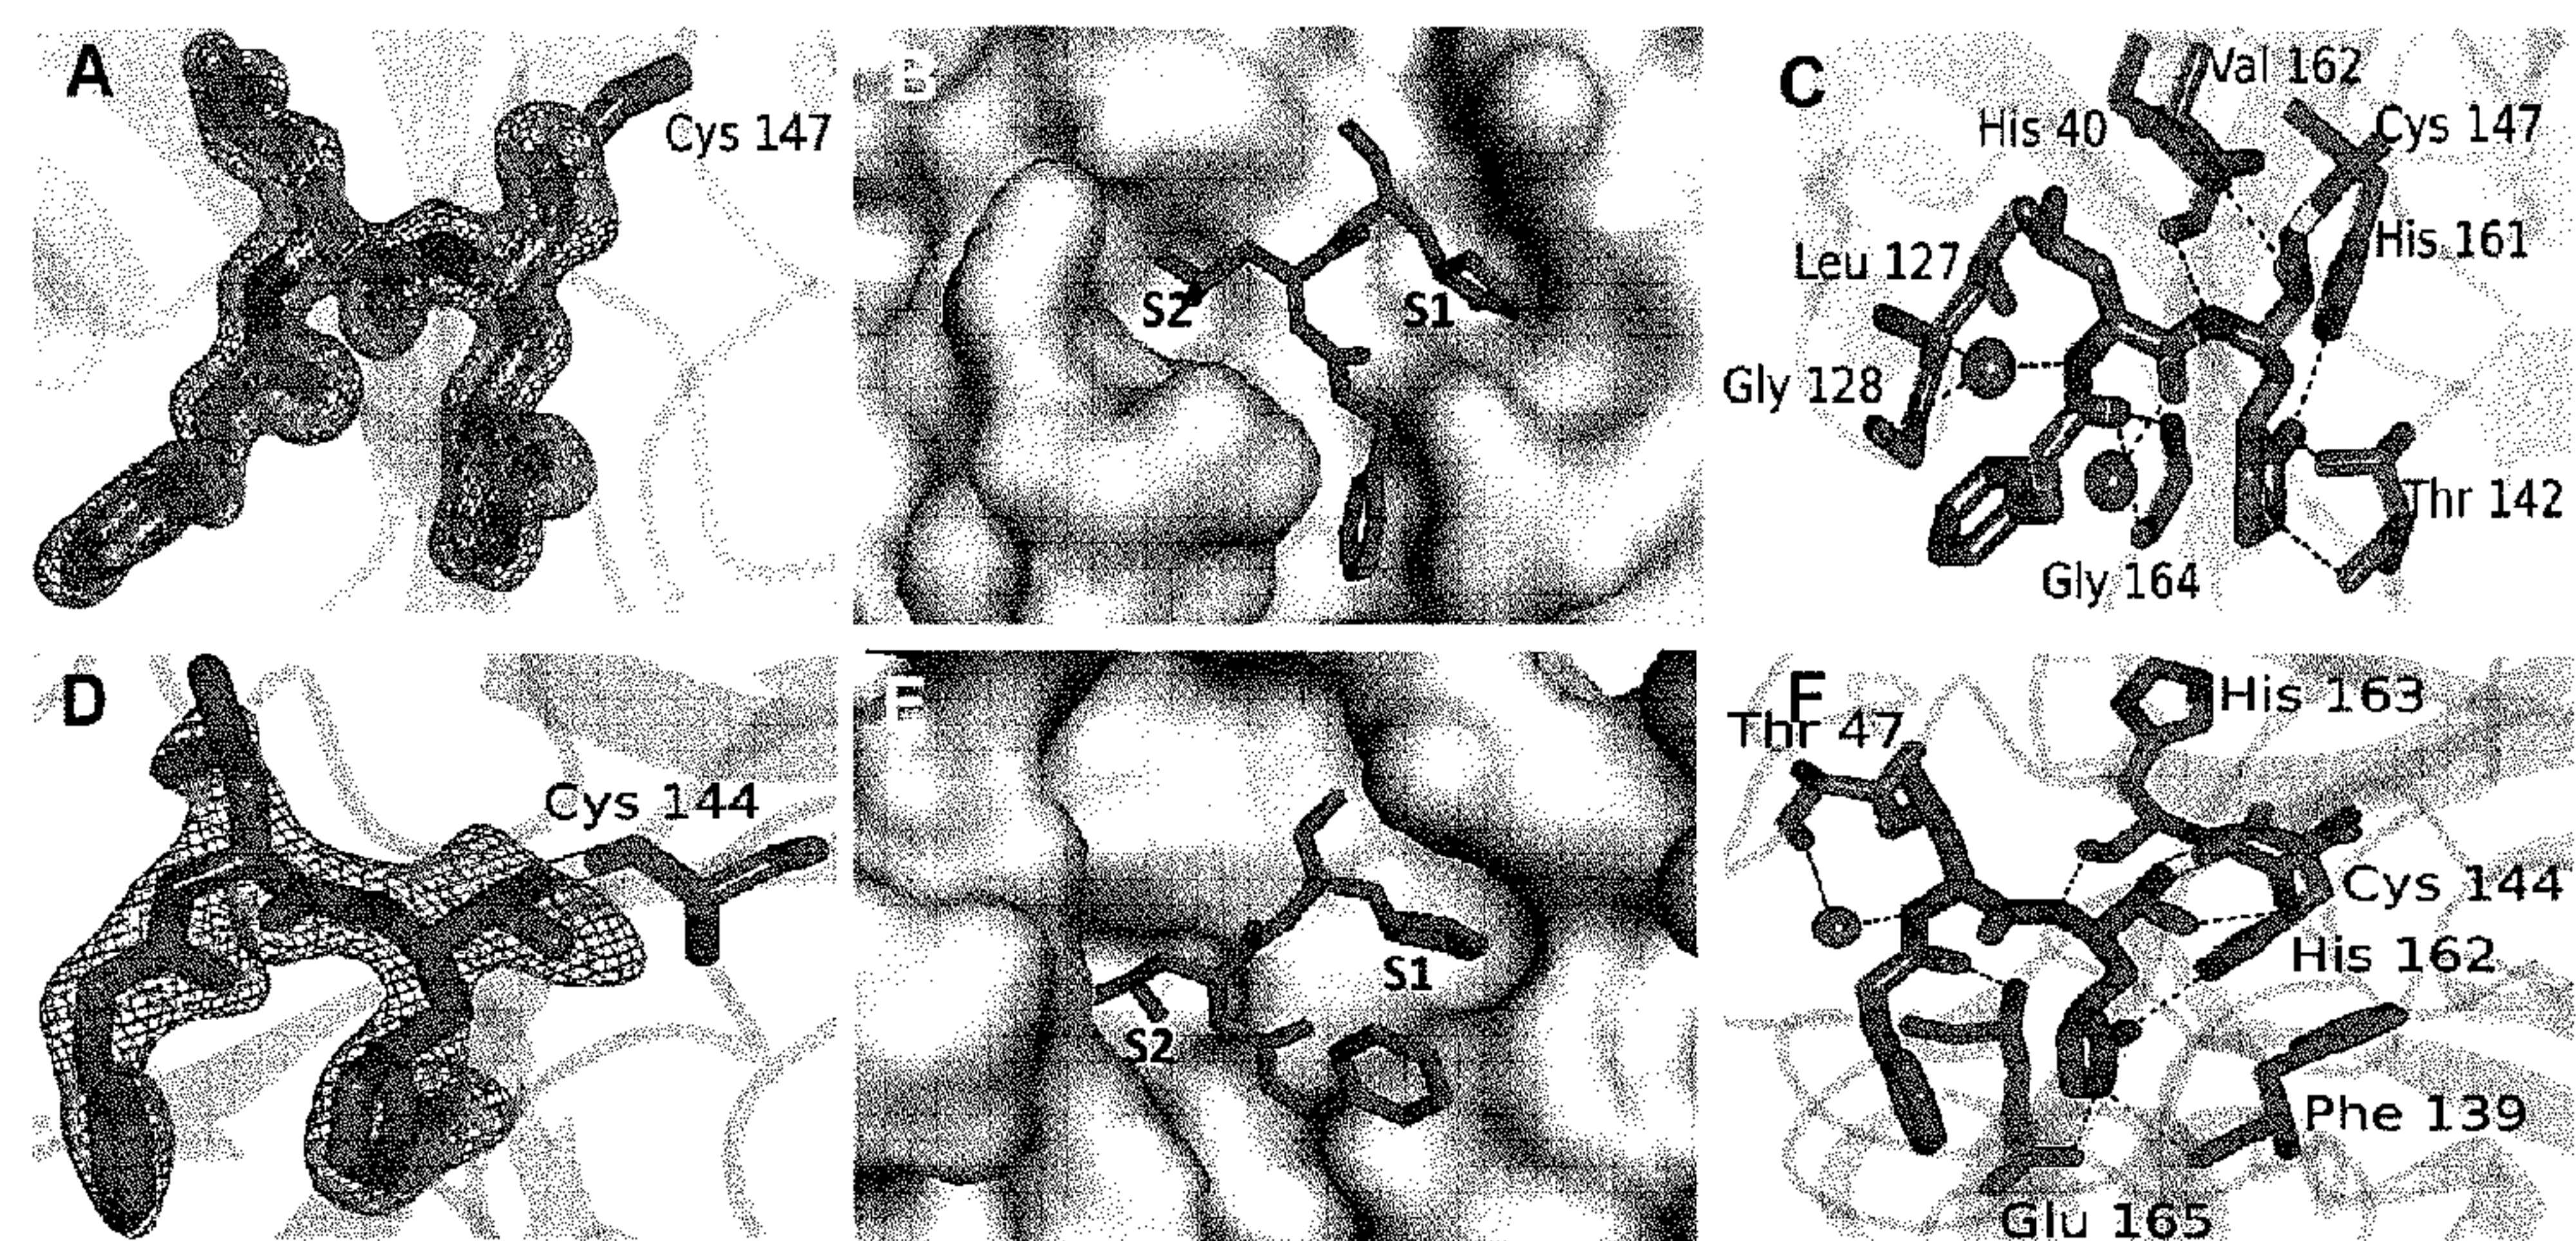 A
Cys 147
B
S2
S1
C
Val 162
His 40
Cys 147
His 161
Leu 127
Gly 128
Thr 142
Gly 164
D
Cys 144
E
S1
S2
F
Thr 47
His 163
Cys 144
His 162
Phe 139
Glu 165